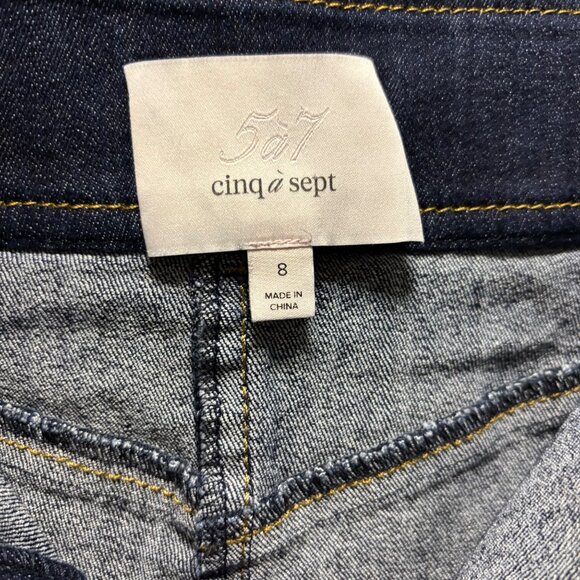 5à7
cinq à sept
8
MADE IN
CHINA